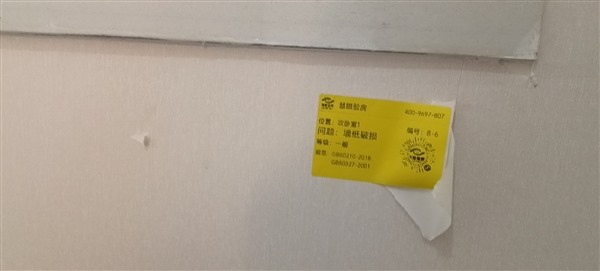 慧眼验房
400-9697-807
位置：次卧室1
问题：墙纸破损
编号：B-6
等级：一般
规范：GB50210-2018
GB50327-2001